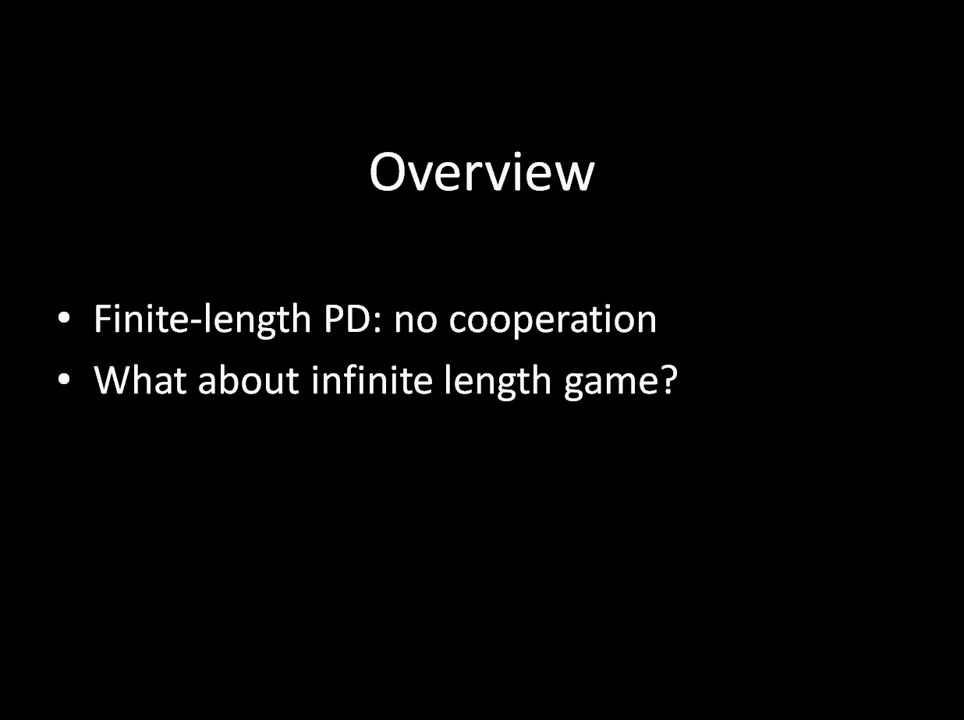 Overview
• Finite-length PD: no cooperation
• What about infinite length game?